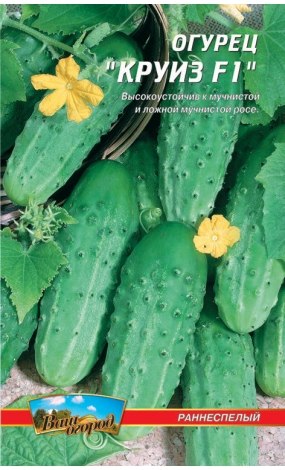 ОГУРЕЦ
"КРУИЗ F1"
Высокоустойчив к мучнистой
и ложной мучнистой росе.
Ваш
огород
РАННЕСПЕЛЫЙ